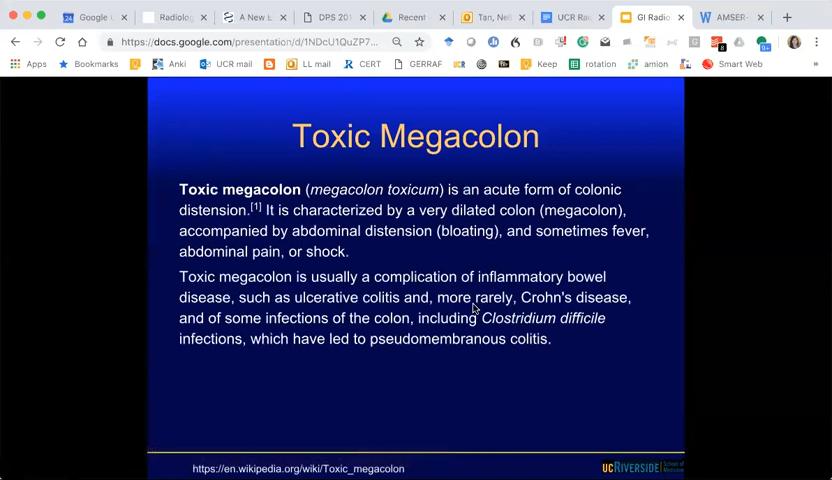 Google
Radiolog
A New E
DPS 201
Recent
Tan, Nei
UCR Ra
GI Radio
AMSER-
https://docs.google.com/presentation/d/1NDcU1QuZP7...
Apps
Bookmarks
Anki
UCR mail
LL mail
CERT
GERRAF
Keep
rotation
amion
Smart Web
Toxic Megacolon
Toxic megacolon (megacolon toxicum) is an acute form of colonic
distension.[1] It is characterized by a very dilated colon (megacolon),
accompanied by abdominal distension (bloating), and sometimes fever,
abdominal pain, or shock.
Toxic megacolon is usually a complication of inflammatory bowel
disease, such as ulcerative colitis and, more rarely, Crohn's disease,
and of some infections of the colon, including Clostridium difficile
infections, which have led to pseudomembranous colitis.
https://en.wikipedia.org/wiki/Toxic_megacolon
UCRIVERSIDE School of Medicine